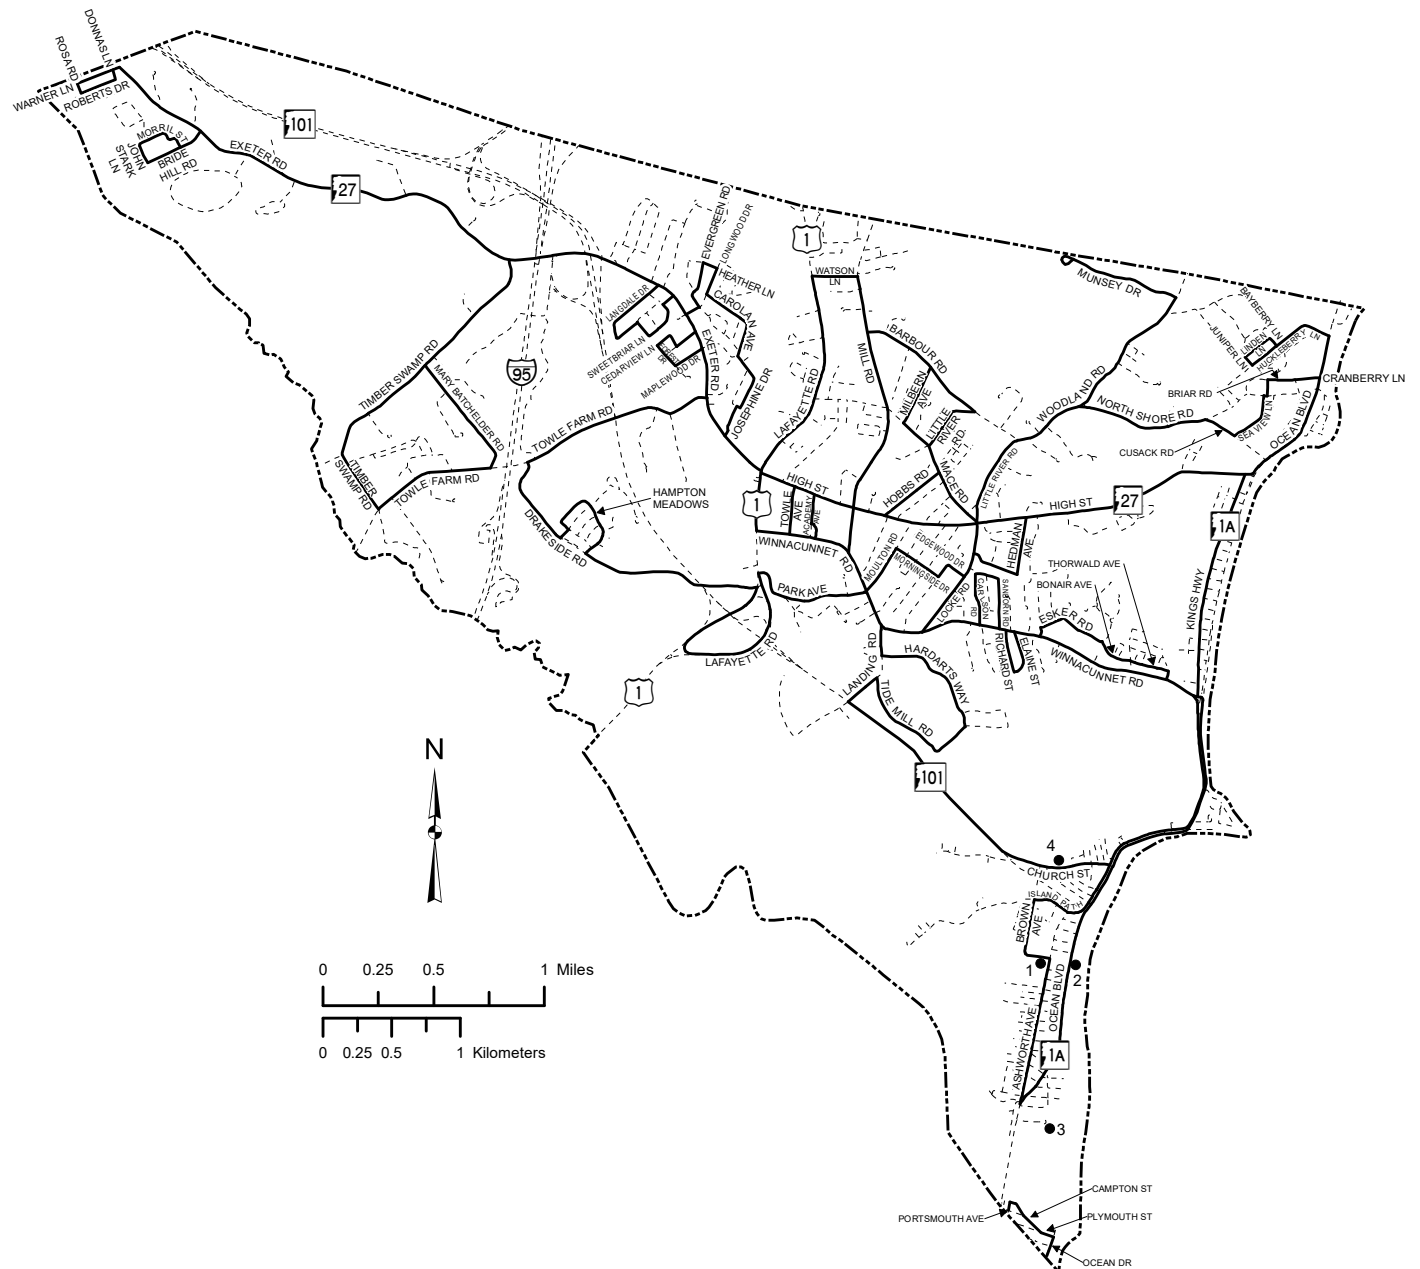 DONNAS LN
ROSA RD
WARNER LN
ROBERTS DR
MORRIL ST
JOHN
STARK
LN
BRIDE
HILL RD
101
EXETER RD
27
EVERGREEN RD
LONGWOOD DR
1
WATSON
LN
HEATHER LN
CAROLAN AVE
LANGDALE DR
SWEETBRIAR LN
CEDARVIEW LN
MAPLEWOOD DR
EXETER RD
JOSEPHINE DR
LAFAYETTE RD
MILL RD
BARBOUR RD
MILBERN
AVE
LITTLE
RIVER
RD.
MUNSEY DR
BAYBERRY LN
JUNIPER LN
LINDEN
LN
HUCKLEBERRY LN
CRANBERRY LN
BRIAR RD
WOODLAND RD
NORTH SHORE RD
SEA VIEW LN
OCEAN BLVD
CUSACK RD
95
TIMBER SWAMP RD
MARY BATCHELDER RD
TOWLE FARM RD
TIMBER
SWAMP RD
TOWLE FARM RD
HAMPTON
MEADOWS
DRAKESIDE RD
1
HIGH ST
TOWLE
AVE
ACADEMY
AVE
HOBBS RD
MACE RD
LITTLE RIVER RD
HIGH ST
27
1A
WINNACUNNET RD
MOULTON RD
EDGEWOOD DR
MORNINGSIDE DR
HEDMAN
AVE
THORWALD AVE
BONAIR AVE
KINGS HWY
PARK AVE
LOCKE RD
CARLSON
RD
SANBORN RD
ESKER RD
RICHARD ST
ELAINE ST
WINNACUNNET RD
LAFAYETTE RD
1
LANDING RD
HARDARTS WAY
TIDE MILL RD
101
N
4
CHURCH ST
ISLAND PATH
BROWN
AVE
1
2
OCEAN BLVD
ASHWORTH AVE
1A
3
0 0.25 0.5 1 Miles
0 0.25 0.5 1 Kilometers
CAMPTON ST
PORTSMOUTH AVE
PLYMOUTH ST
OCEAN DR